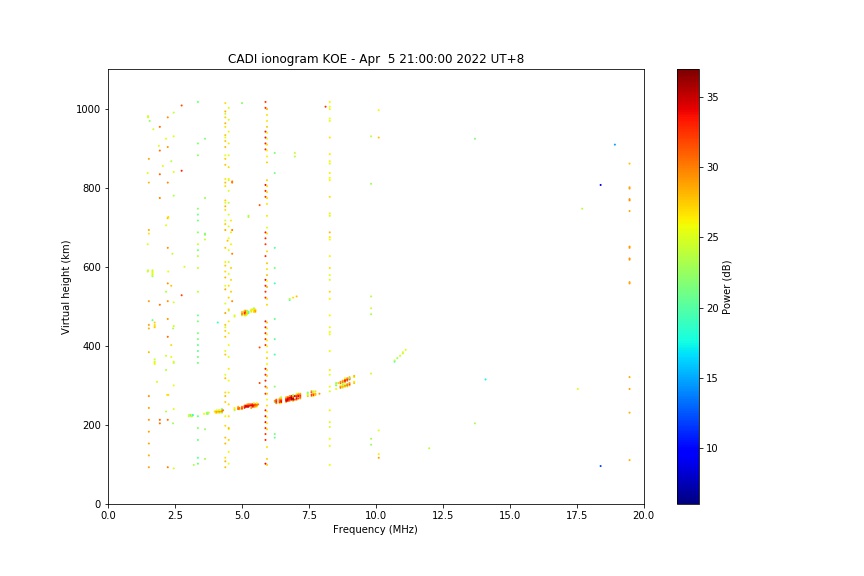 CADI ionogram KOE - Apr  5 21:00:00 2022 UT+8
Virtual height (km)
1000
800
600
400
200
0
0.0 2.5 5.0 7.5 10.0 12.5 15.0 17.5 20.0
Frequency (MHz)
35
30
25
20
15
10
Power (dB)